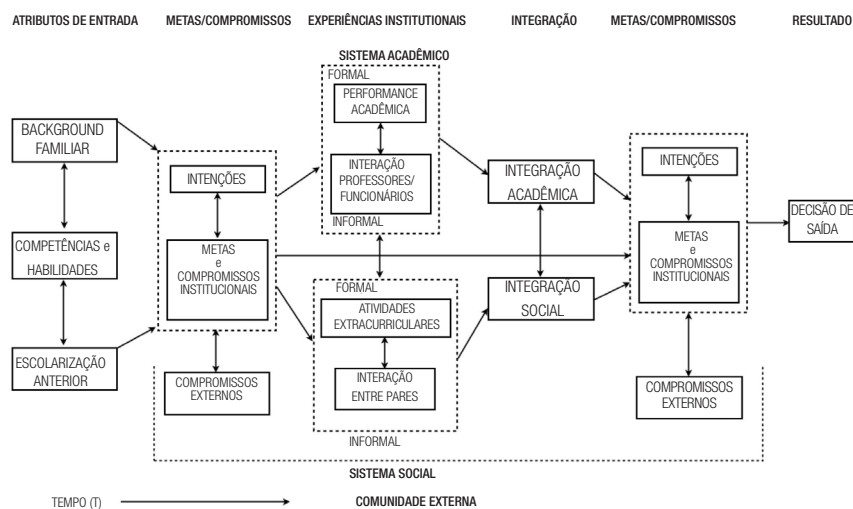 ATRIBUTOS DE ENTRADA
METAS/COMPROMISSOS
EXPERIÊNCIAS INSTITUTIONAIS
INTEGRAÇÃO
METAS/COMPROMISSOS
RESULTADO
SISTEMA ACADÊMICO
FORMAL
PERFORMANCE
ACADÊMICA
INTERAÇÃO
PROFESSORES/
FUNCIONÁRIOS
INFORMAL
BACKGROUND
FAMILIAR
COMPETÊNCIAS e
HABILIDADES
ESCOLARIZAÇÃO
ANTERIOR
INTENÇÕES
METAS
e
COMPROMISSOS
INSTITUCIONAIS
COMPROMISSOS
EXTERNOS
FORMAL
ATIVIDADES
EXTRACURRICULARES
INTERAÇÃO
ENTRE PARES
INFORMAL
INTEGRAÇÃO
ACADÊMICA
INTEGRAÇÃO
SOCIAL
INTENÇÕES
METAS
e
COMPROMISSOS
INSTITUCIONAIS
COMPROMISSOS
EXTERNOS
DECISÃO DE
SAÍDA
SISTEMA SOCIAL
TEMPO (T)
COMUNIDADE EXTERNA